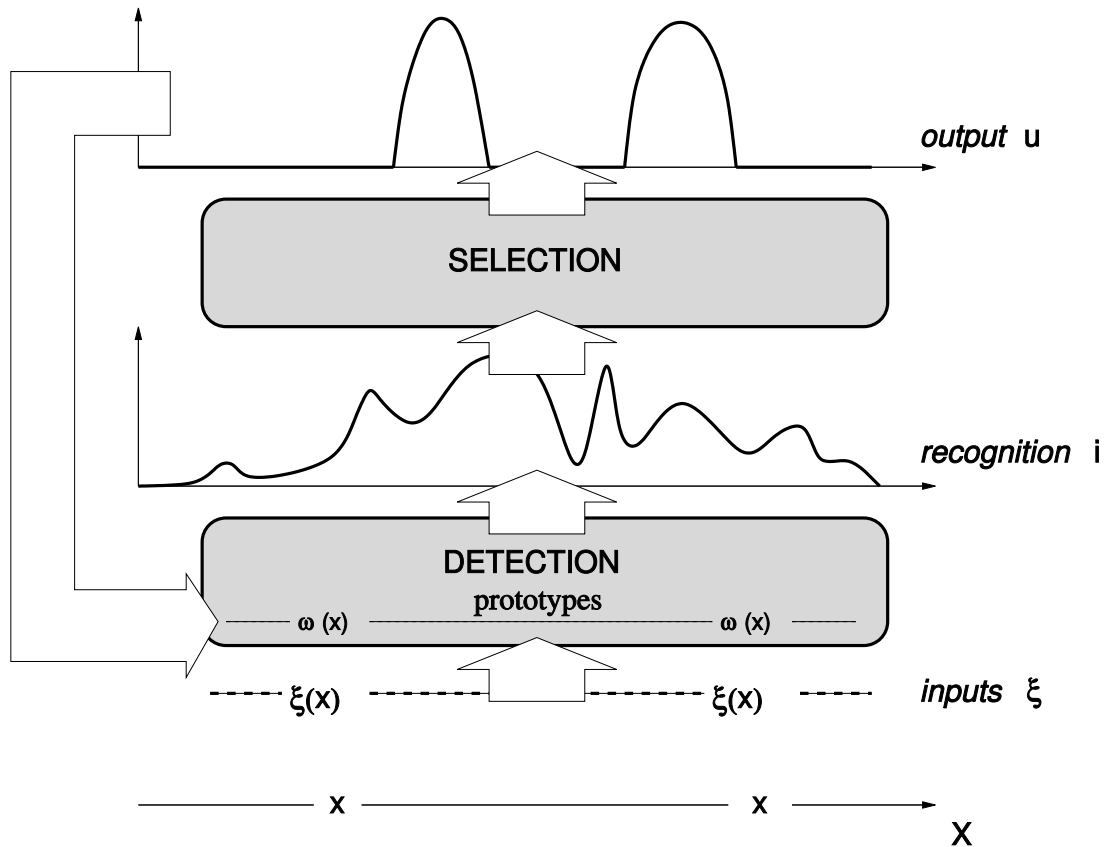 output u
SELECTION
recognition i
DETECTION
prototypes
ω (x) ω (x)
ξ(x) ξ(x) inputs ξ
x x
X